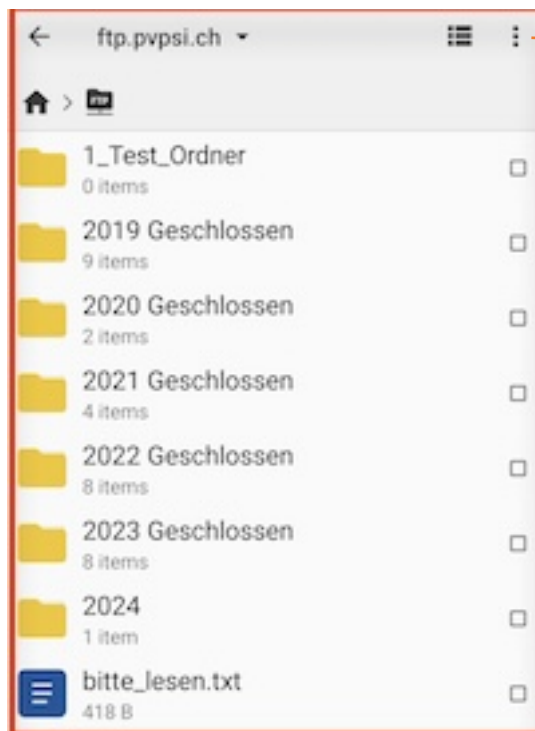 ftp.pvpsi.ch
FTP
1_Test_Ordner
0 items
2019 Geschlossen
9 items
2020 Geschlossen
2 items
2021 Geschlossen
4 items
2022 Geschlossen
8 items
2023 Geschlossen
8 items
2024
1 item
bitte_lesen.txt
418 B